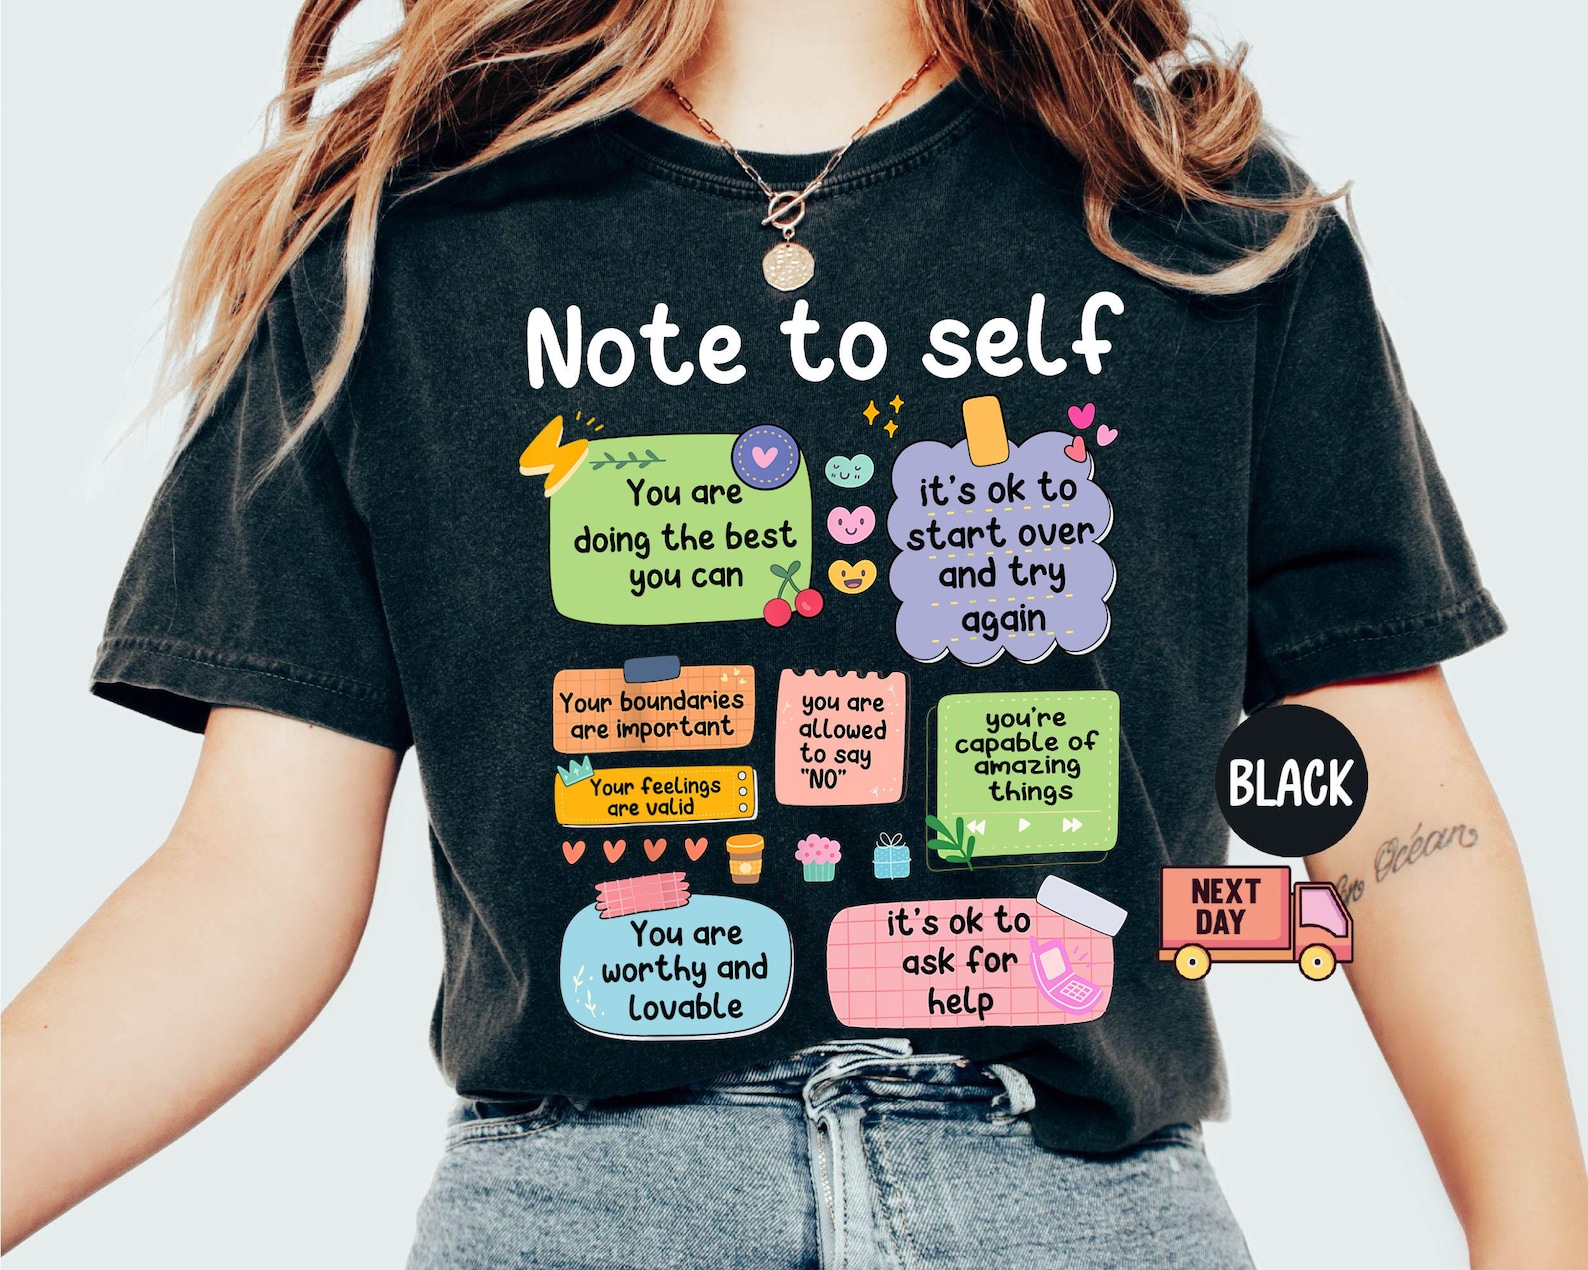 Note to self
You are
doing the best
you can
it's ok to
start over
and try
again
Your boundaries
are important
you are
allowed
to say
"NO"
you're
capable of
amazing
things
Your feelings
are valid
You are
worthy and
lovable
it's ok to
ask for
help
BLACK
NEXT
DAY
Océan